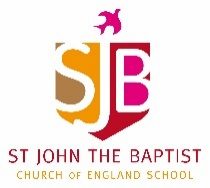 SJB
ST JOHN THE BAPTIST
CHURCH OF ENGLAND SCHOOL